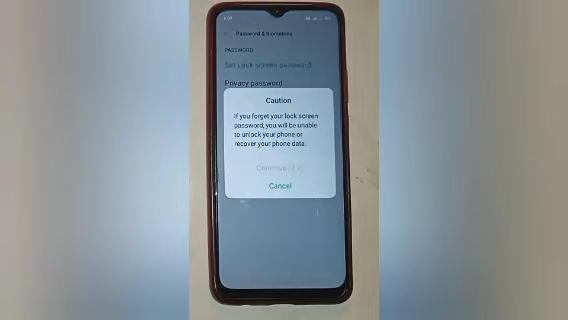 Password & biometrics
PASSWORD
Set Lock screen password
Privacy password
Caution
If you forget your lock screen
password, you will be unable
to unlock your phone or
recover your phone data.
Continue
Cancel